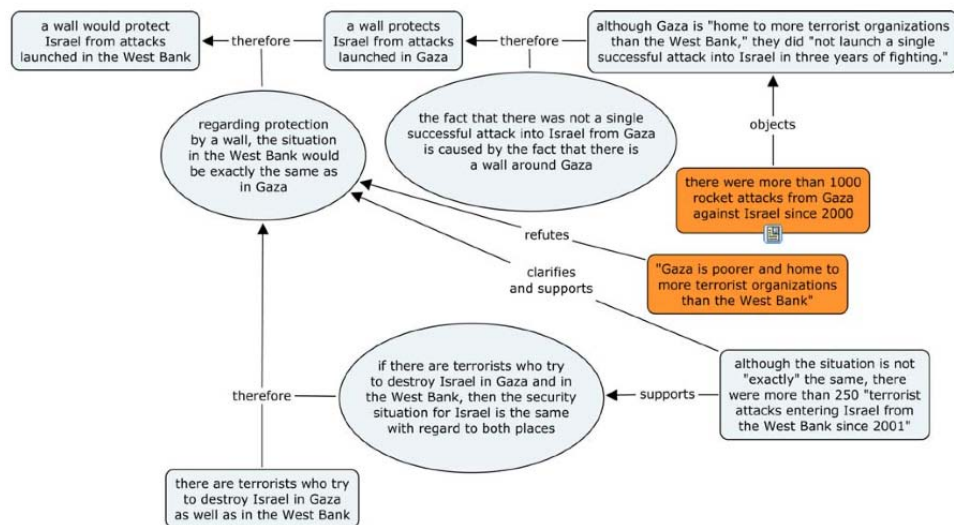 a wall would protect
Israel from attacks
launched in the West Bank
therefore
a wall protects
Israel from attacks
launched in Gaza
therefore
although Gaza is "home to more terrorist organizations
than the West Bank," they did "not launch a single
successful attack into Israel in three years of fighting."
regarding protection
by a wall, the situation
in the West Bank would
be exactly the same as
in Gaza
the fact that there was not a single
successful attack into Israel from Gaza
is caused by the fact that there is
a wall around Gaza
objects
there were more than 1000
rocket attacks from Gaza
against Israel since 2000
refutes
"Gaza is poorer and home to
more terrorist organizations
than the West Bank"
clarifies
and supports
if there are terrorists who try
to destroy Israel in Gaza and in
the West Bank, then the security
situation for Israel is the same
with regard to both places
therefore
supports
although the situation is not
"exactly" the same, there
were more than 250 "terrorist
attacks entering Israel from
the West Bank since 2001"
there are terrorists who try
to destroy Israel in Gaza
as well as in the West Bank